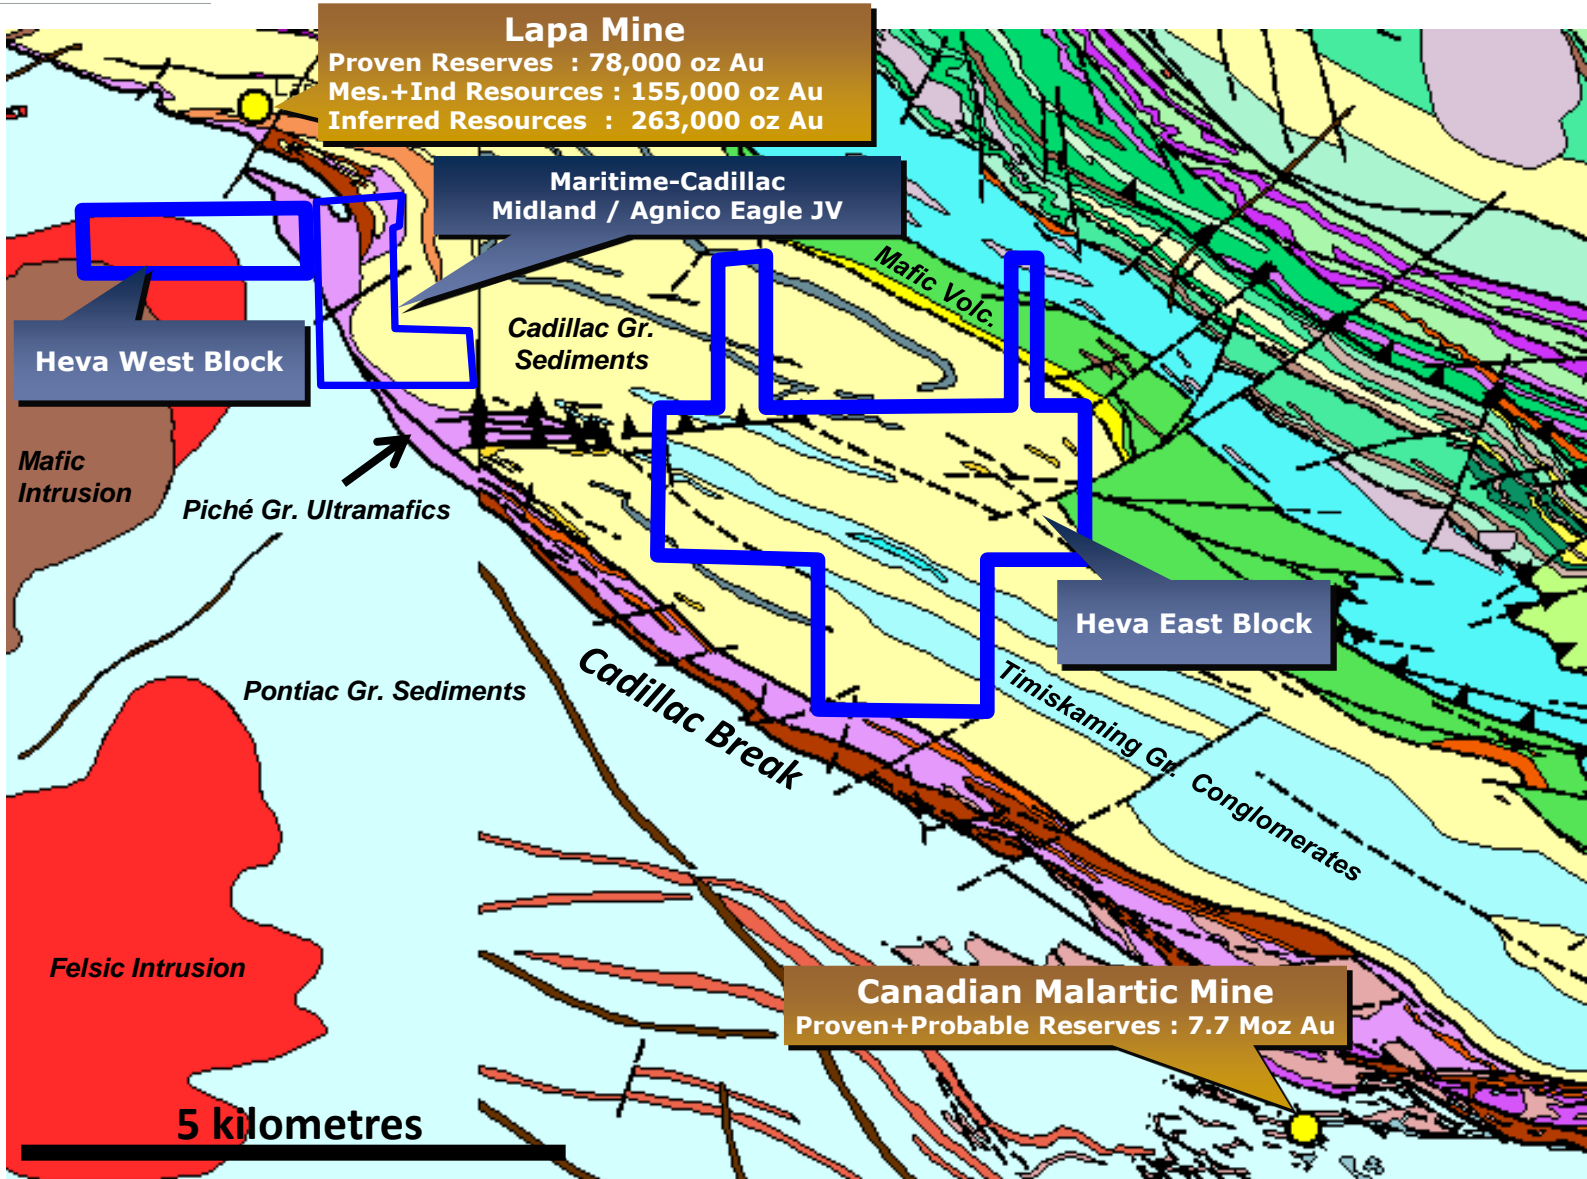 Lapa Mine
Proven Reserves : 78,000 oz Au
Mes.+Ind Resources : 155,000 oz Au
Inferred Resources : 263,000 oz Au
Maritime-Cadillac
Midland / Agnico Eagle JV
Mafic Volc.
Cadillac Gr.
Sediments
Heva West Block
Mafic
Intrusion
Piché Gr. Ultramafics
Heva East Block
Pontiac Gr. Sediments
Cadillac Break
Timiskaming Gr. Conglomerates
Felsic Intrusion
Canadian Malartic Mine
Proven+Probable Reserves : 7.7 Moz Au
5 kilometres